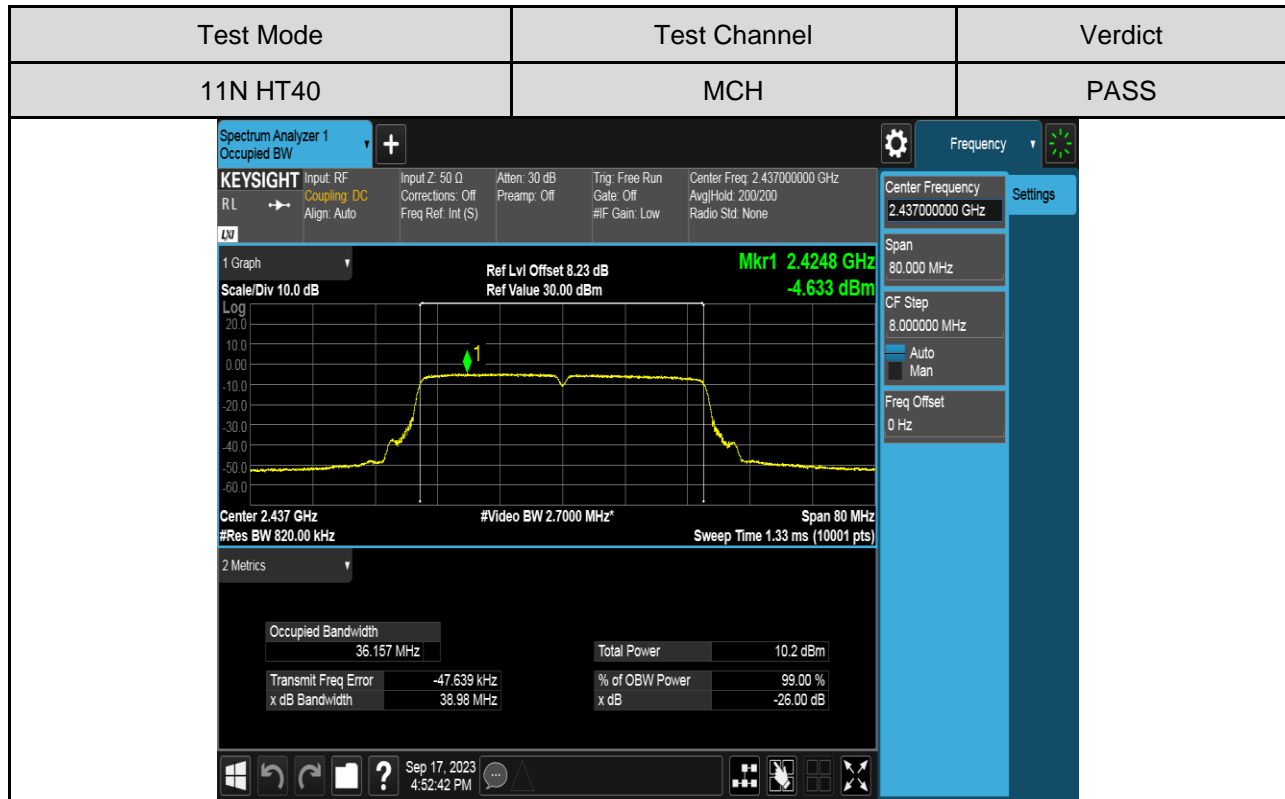 Test Mode Test Channel Verdict
11N HT40 MCH PASS
Spectrum Analyzer 1
Occupied BW
+
Frequency
KEYSIGHT
RL
LXI
Input: RF
Coupling: DC
Align: Auto
Input Z: 50 Ω
Corrections: Off
Freq Ref: Int (S)
Atten: 30 dB
Preamp: Off
Trig: Free Run
Gate: Off
#IF Gain: Low
Center Freq: 2.437000000 GHz
Avg|Hold: 200/200
Radio Std: None
Center Frequency
2.437000000 GHz
Settings
Span
80.000 MHz
CF Step
8.000000 MHz
Auto
Man
Freq Offset
0 Hz
1 Graph
Scale/Div 10.0 dB
Ref Lvl Offset 8.23 dB
Ref Value 30.00 dBm
Mkr1 2.4248 GHz
-4.633 dBm
Log
20.0
10.0
0.00
-10.0
-20.0
-30.0
-40.0
-50.0
-60.0
1
Center 2.437 GHz #Video BW 2.7000 MHz* Span 80 MHz
#Res BW 820.00 kHz Sweep Time 1.33 ms (10001 pts)
2 Metrics
Occupied Bandwidth
36.157 MHz
Total Power 10.2 dBm
Transmit Freq Error -47.639 kHz % of OBW Power 99.00 %
x dB Bandwidth 38.98 MHz x dB -26.00 dB
? Sep 17, 2023
4:52:42 PM